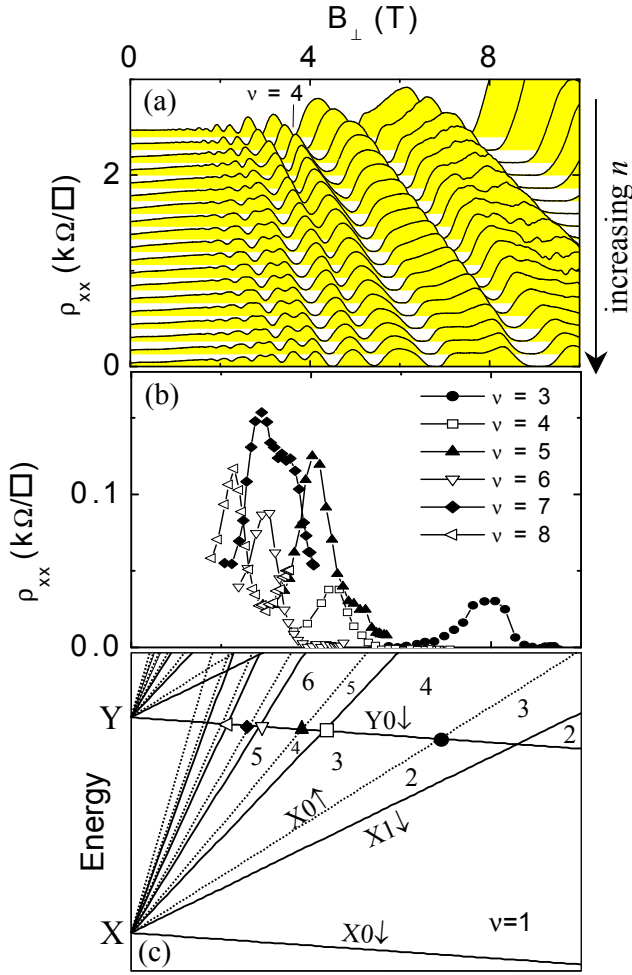 B⊥ (T)
0 4 8
(a)
ν = 4
2
0
ρxx (kΩ/□)
increasing n
(b)
ν = 3
ν = 4
ν = 5
ν = 6
ν = 7
ν = 8
0.1
0.0
ρxx (kΩ/□)
6 5 4
Y
Y0↓
3
5 4 3
2
2
X0↑
X1↓
Energy
X
X0↓
ν=1
(c)